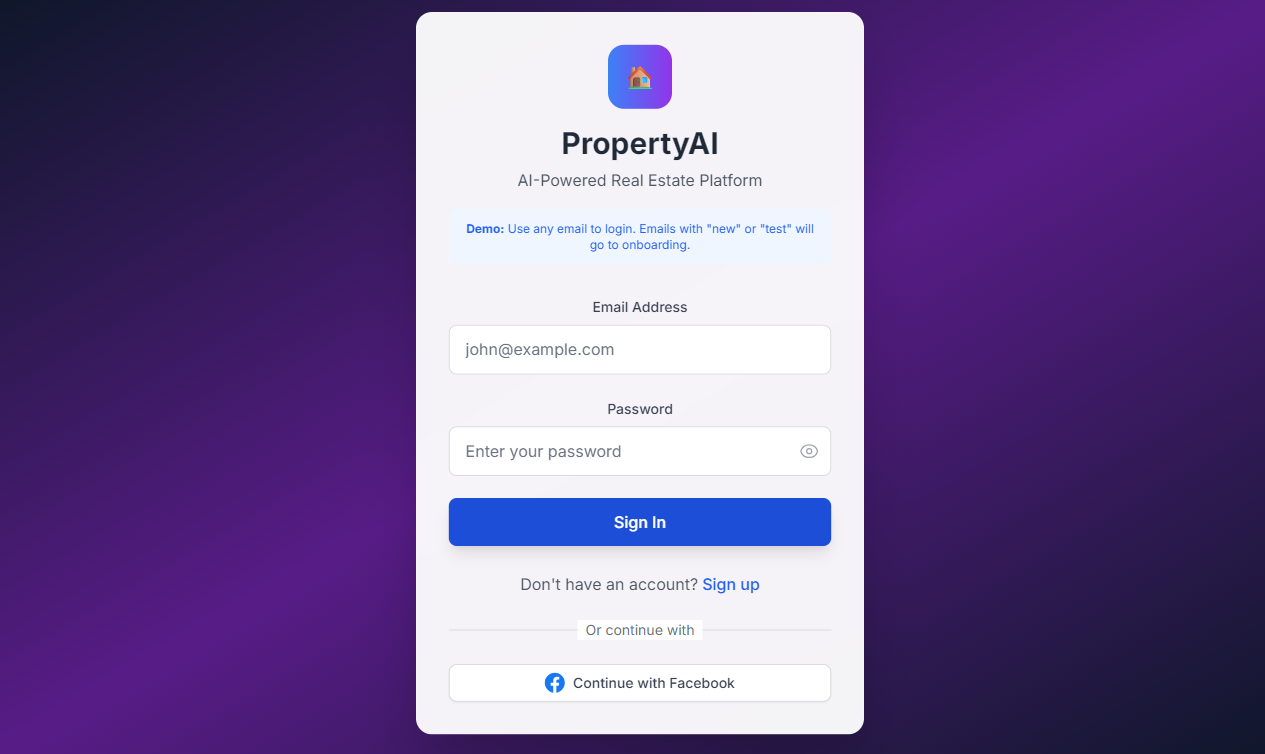 PropertyAI
AI-Powered Real Estate Platform
Demo: Use any email to login. Emails with "new" or "test" will
go to onboarding.
Email Address
john@example.com
Password
Enter your password
Sign In
Don't have an account? Sign up
Or continue with
Continue with Facebook